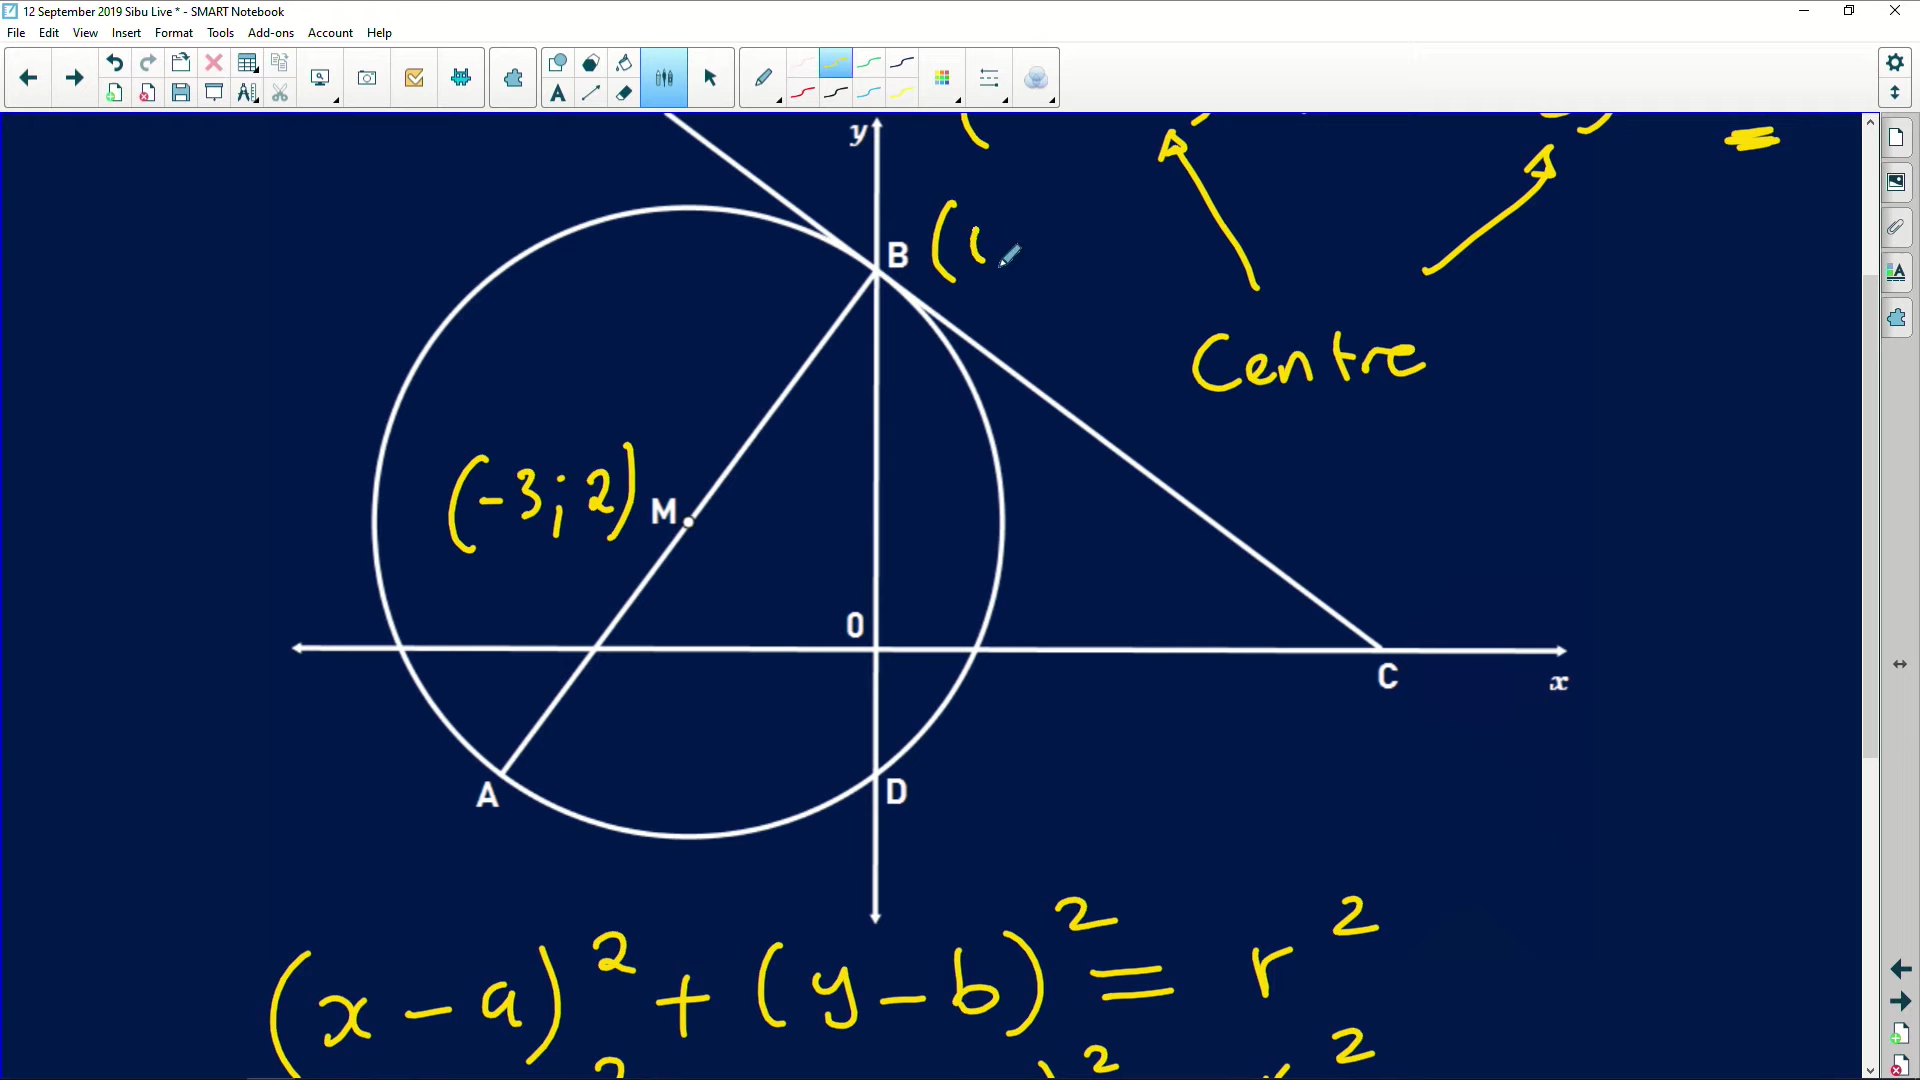 12 September 2019 Sibu Live * - SMART Notebook
File Edit View Insert Format Tools Add-ons Account Help
y
B (
Centre
(-3; 2) M
0
C
x
A D
(x - a)² + (y - b)² = r²